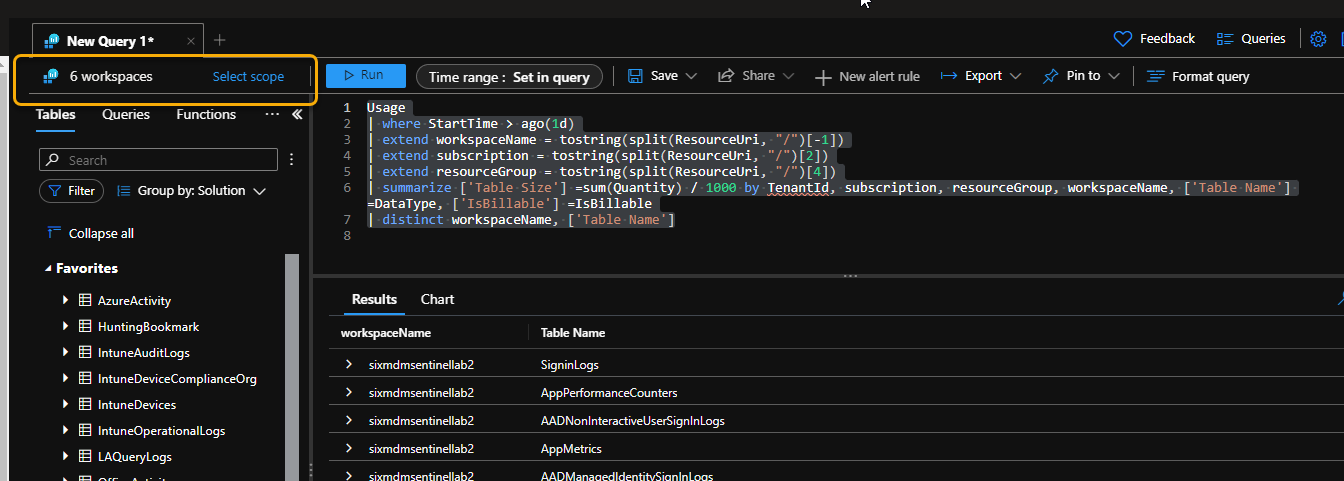 New Query 1*
Feedback
Queries
6 workspaces
Select scope
Run
Time range : Set in query
Save
Share
New alert rule
Export
Pin to
Format query
Tables
Queries
Functions
Search
Filter
Group by: Solution
Collapse all
Favorites
AzureActivity
HuntingBookmark
IntuneAuditLogs
IntuneDeviceComplianceOrg
IntuneDevices
IntuneOperationalLogs
LAQueryLogs
1 Usage
2 | where StartTime > ago(1d)
3 | extend workspaceName = tostring(split(ResourceUri, "/")[-1])
4 | extend subscription = tostring(split(ResourceUri, "/")[2])
5 | extend resourceGroup = tostring(split(ResourceUri, "/")[4])
6 | summarize ['Table Size'] =sum(Quantity) / 1000 by TenantId, subscription, resourceGroup, workspaceName, ['Table Name']
=DataType, ['IsBillable'] =IsBillable
7 | distinct workspaceName, ['Table Name']
8
Results
Chart
workspaceName Table Name
sixmdmsentinellab2 SigninLogs
sixmdmsentinellab2 AppPerformanceCounters
sixmdmsentinellab2 AADNonInteractiveUserSignInLogs
sixmdmsentinellab2 AppMetrics
sixmdmsentinellab2 AADManagedIdentitySignInLogs